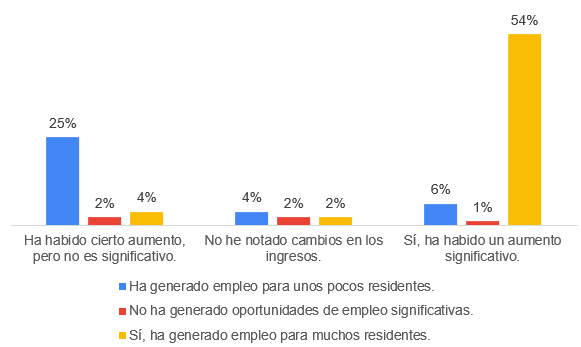 54%
25%
2%
4%
4%
2%
2%
6%
1%
Ha habido cierto aumento,
pero no es significativo.
No he notado cambios en los
ingresos.
Sí, ha habido un aumento
significativo.
Ha generado empleo para unos pocos residentes.
No ha generado oportunidades de empleo significativas.
Sí, ha generado empleo para muchos residentes.